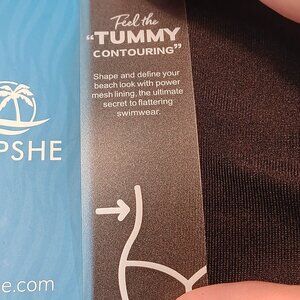 Feel the
"TUMMY
CONTOURING"
Shape and define your
beach look with power
mesh lining, the ultimate
secret to flattering
swimwear.
PSHE
e.com